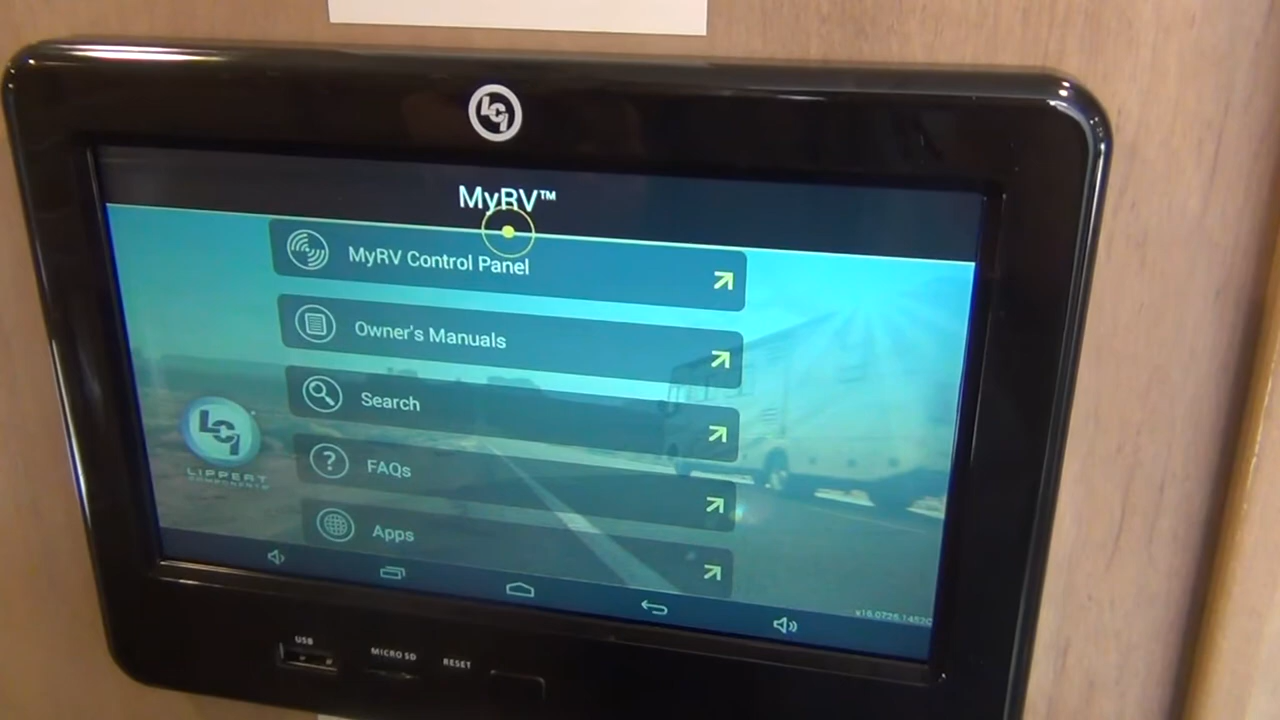 LCI
MyRV™
MyRV Control Panel
Owner's Manuals
Search
FAQs
Apps
LCI
LIPPERT
COMPONENTS
USB
MICRO SD
RESET